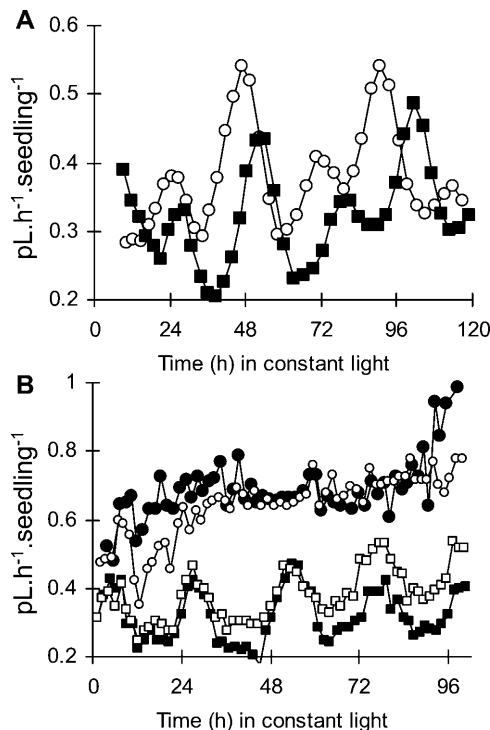 A
0.6
0.5
0.4
0.3
0.2
pL.h⁻¹.seedling⁻¹
0 24 48 72 96 120
Time (h) in constant light
B
1
0.8
0.6
0.4
0.2
pL.h⁻¹.seedling⁻¹
0 24 48 72 96
Time (h) in constant light